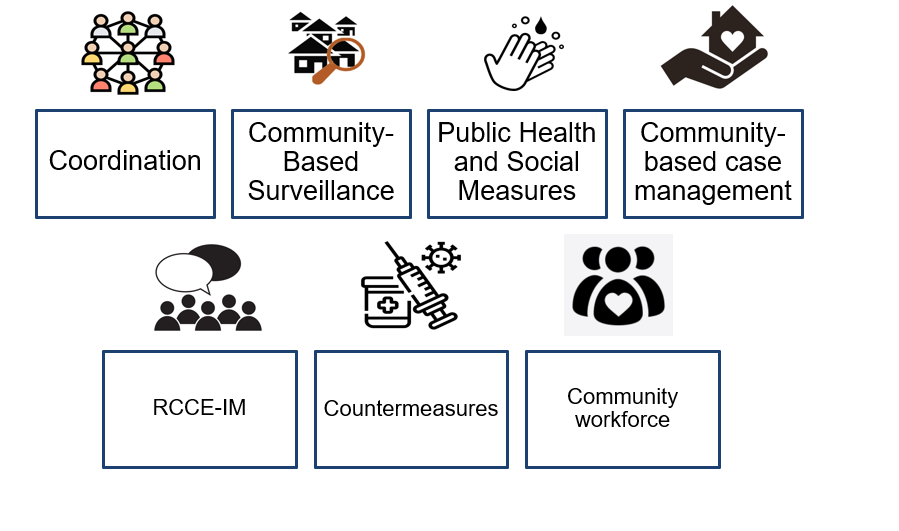 Coordination
Community-
Based
Surveillance
Public Health
and Social
Measures
Community-
based case
management
RCCE-IM
Countermeasures
Community
workforce